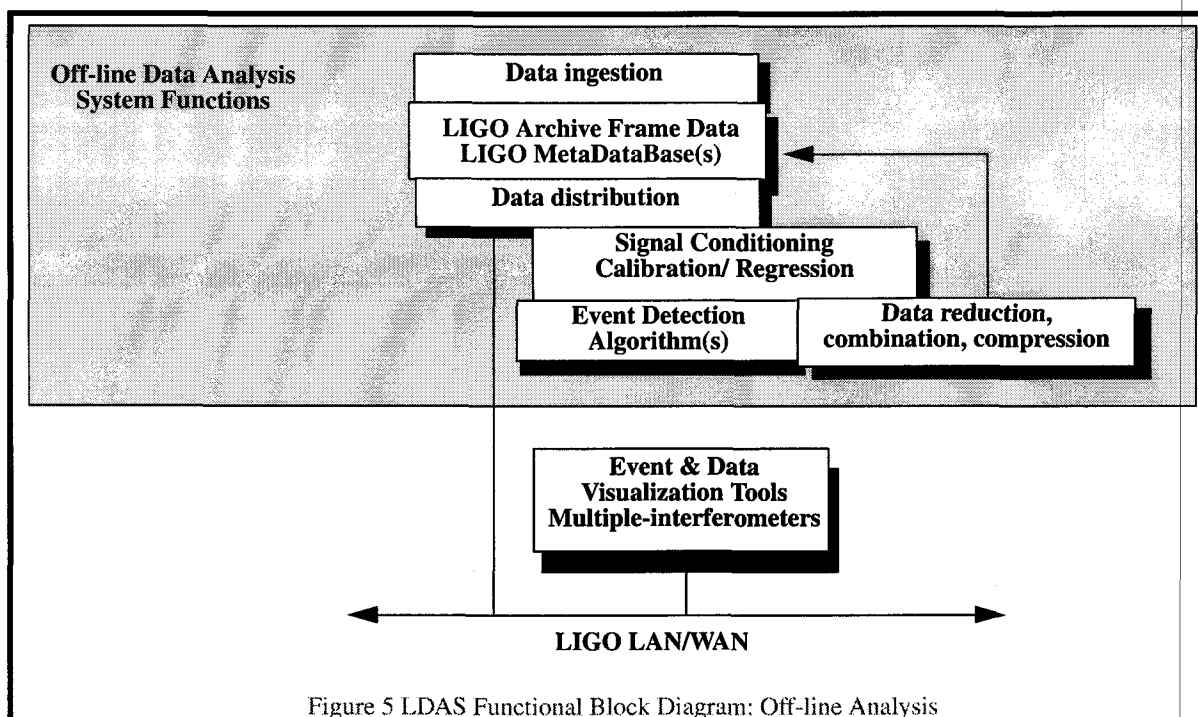 Off-line Data Analysis
System Functions
Data ingestion
LIGO Archive Frame Data
LIGO MetaDataBase(s)
Data distribution
Signal Conditioning
Calibration/ Regression
Event Detection
Algorithm(s)
Data reduction,
combination, compression
Event & Data
Visualization Tools
Multiple-interferometers
LIGO LAN/WAN
Figure 5 LDAS Functional Block Diagram: Off-line Analysis